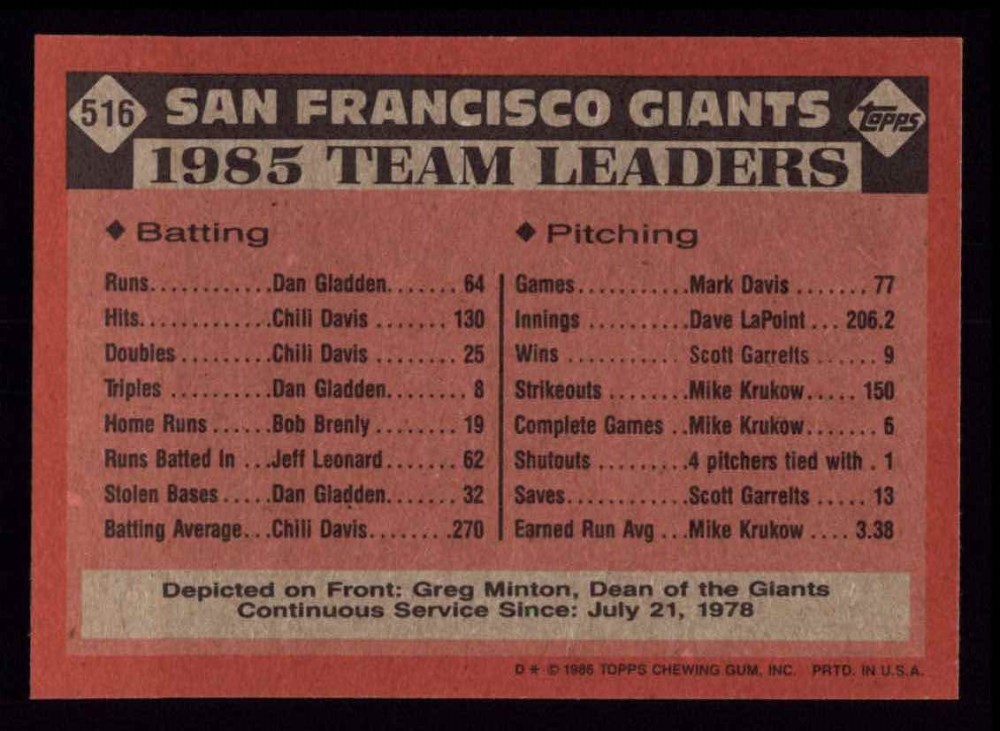 516 SAN FRANCISCO GIANTS Topps
1985 TEAM LEADERS
◆ Batting
Runs............Dan Gladden.......64
Hits.............Chili Davis .......130
Doubles.........Chili Davis ........25
Triples ..........Dan Gladden........8
Home Runs ......Bob Brenly ........19
Runs Batted In ...Jeff Leonard.......62
Stolen Bases.....Dan Gladden.......32
Batting Average...Chili Davis........270
◆ Pitching
Games...........Mark Davis .......77
Innings ..........Dave LaPoint ...206.2
Wins ............Scott Garrelts ......9
Strikeouts ........Mike Krukow.....150
Complete Games ..Mike Krukow.......6
Shutouts .........4 pitchers tied with .1
Saves............Scott Garrelts .....13
Earned Run Avg ...Mike Krukow ....3.38
Depicted on Front: Greg Minton, Dean of the Giants
Continuous Service Since: July 21, 1978
D * © 1986 TOPPS CHEWING GUM, INC. PRTD. IN U.S.A.